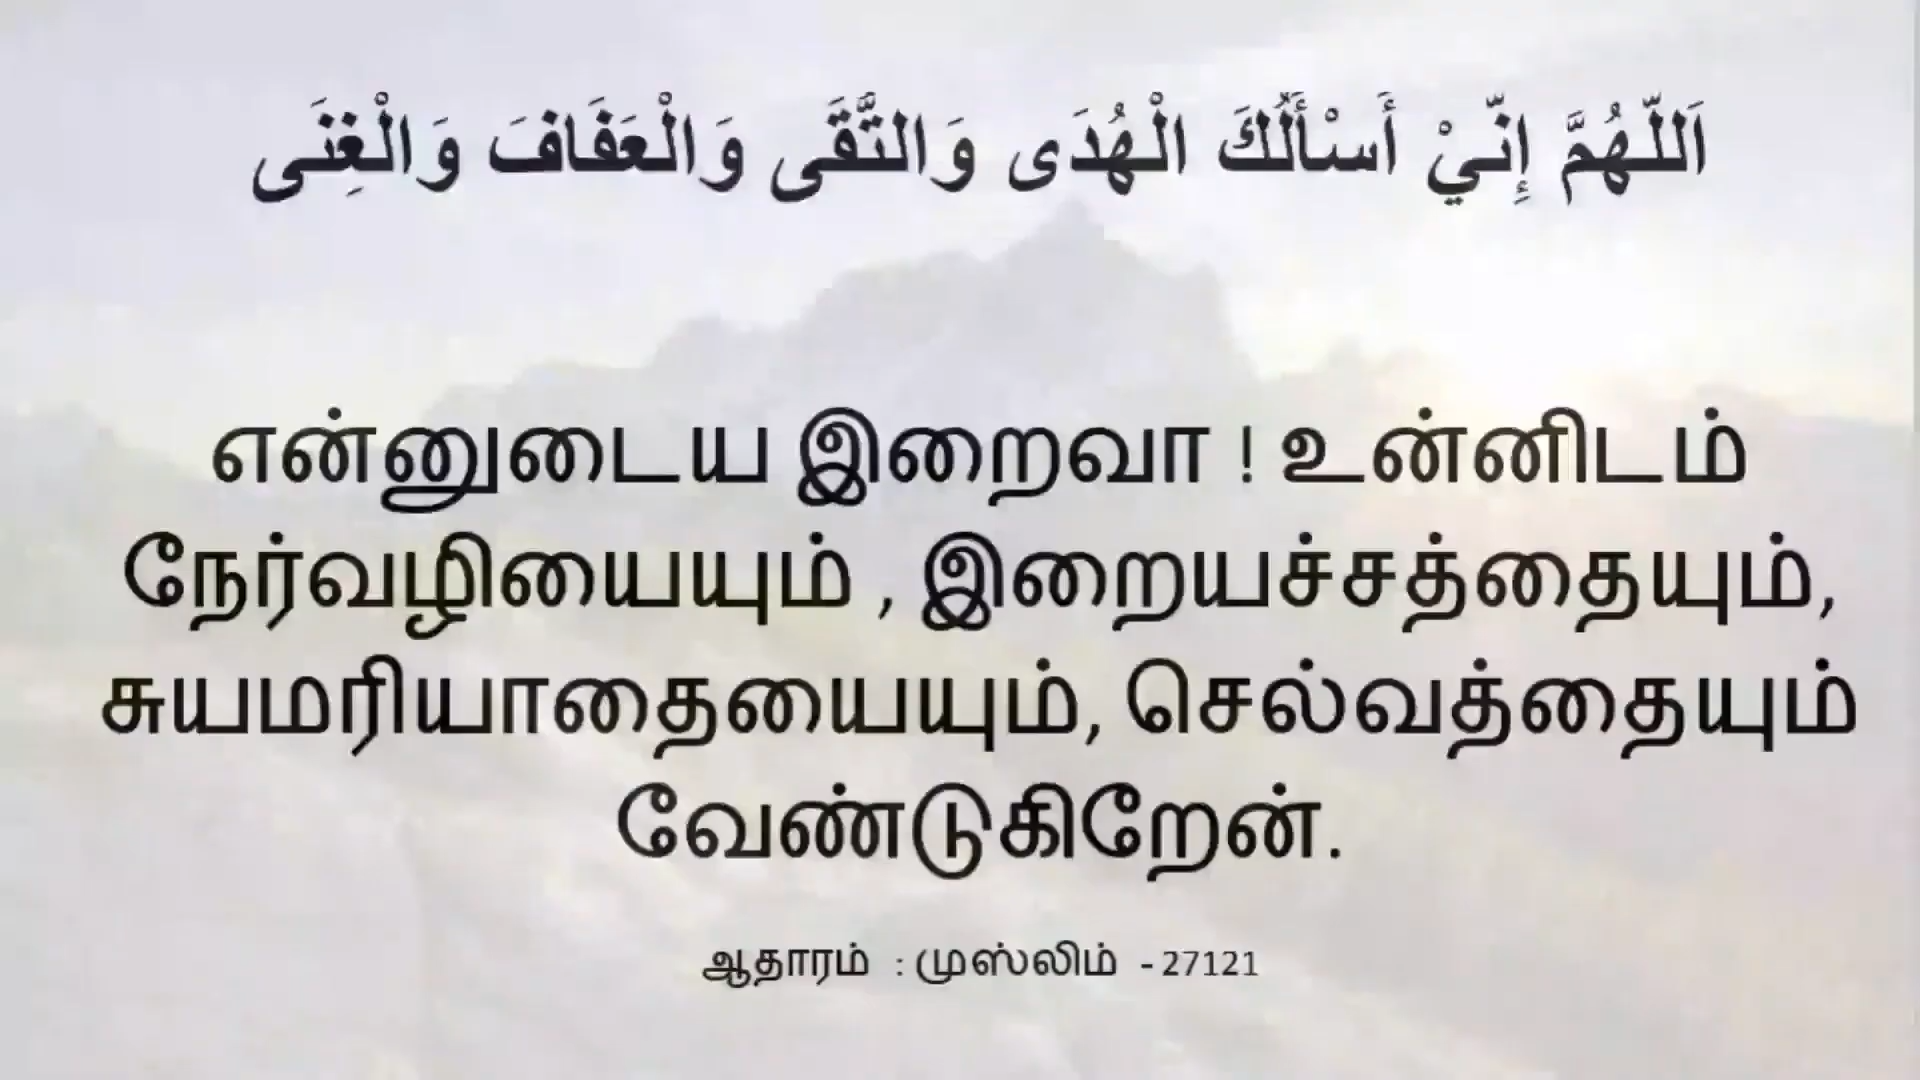 اَللّٰهُمَّ إِنِّيْ أَسْأَلُكَ الْهُدَى وَالتُّقَى وَالْعَفَافَ وَالْغِنَى
என்னுடைய இறைவா ! உன்னிடம்
நேர்வழியையும் , இறையச்சத்தையும்,
சுயமரியாதையையும், செல்வத்தையும்
வேண்டுகிறேன்.
ஆதாரம் : முஸ்லிம் - 27121